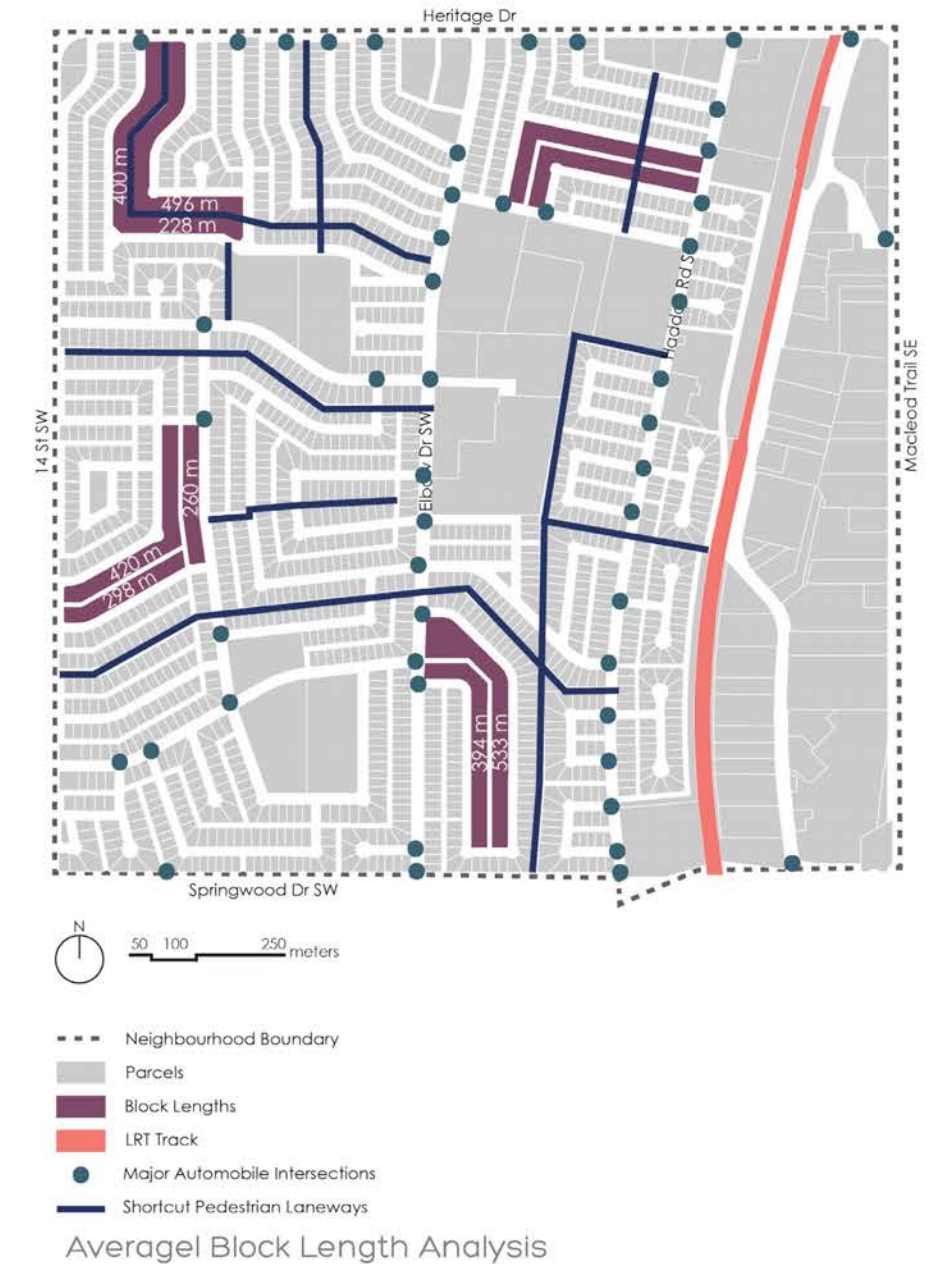 Heritage Dr
400 m
496 m
228 m
Haddon Rd S
14 St SW
Elbow Dr SW
Macleod Trail SE
260 m
420 m
298 m
394 m
533 m
Springwood Dr SW
N
50 100 250 meters
Neighbourhood Boundary
Parcels
Block Lengths
LRT Track
Major Automobile Intersections
Shortcut Pedestrian Laneways
Averagel Block Length Analysis